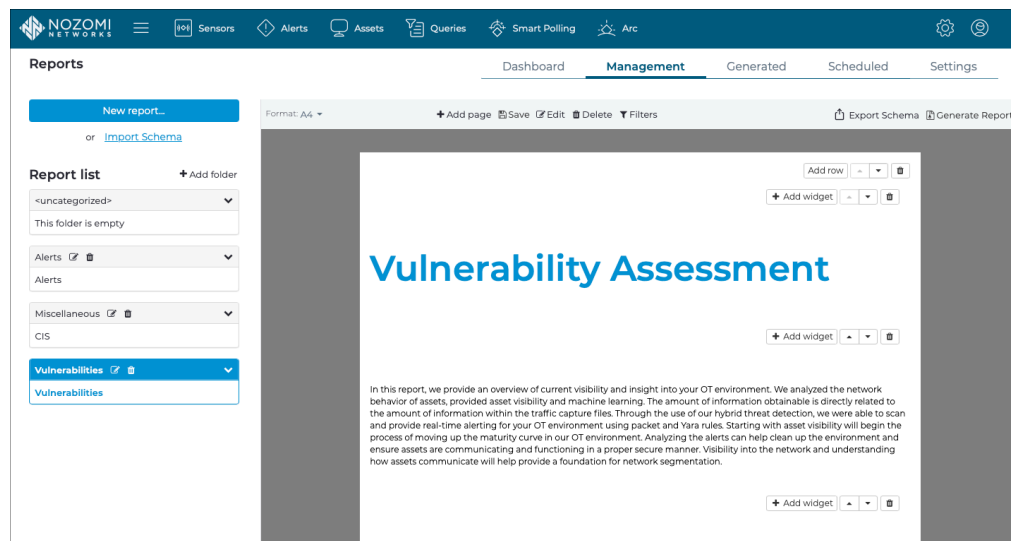 NOZOMI
NETWORKS
Sensors
Alerts
Assets
Queries
Smart Polling
Arc
Reports
Dashboard
Management
Generated
Scheduled
Settings
New report...
or Import Schema
Format: A4
Add page
Save
Edit
Delete
Filters
Export Schema
Generate Report
Report list
Add folder
<uncategorized>
This folder is empty
Alerts
Alerts
Miscellaneous
CIS
Vulnerabilities
Vulnerabilities
Add row
Add widget
Vulnerability Assessment
Add widget
In this report, we provide an overview of current visibility and insight into your OT environment. We analyzed the network
behavior of assets, provided asset visibility and machine learning. The amount of information obtainable is directly related to
the amount of information within the traffic capture files. Through the use of our hybrid threat detection, we were able to scan
and provide real-time alerting for your OT environment using packet and Yara rules. Starting with asset visibility will begin the
process of moving up the maturity curve in our OT environment. Analyzing the alerts can help clean up the environment and
ensure assets are communicating and functioning in a proper secure manner. Visibility into the network and understanding
how assets communicate will help provide a foundation for network segmentation.
Add widget